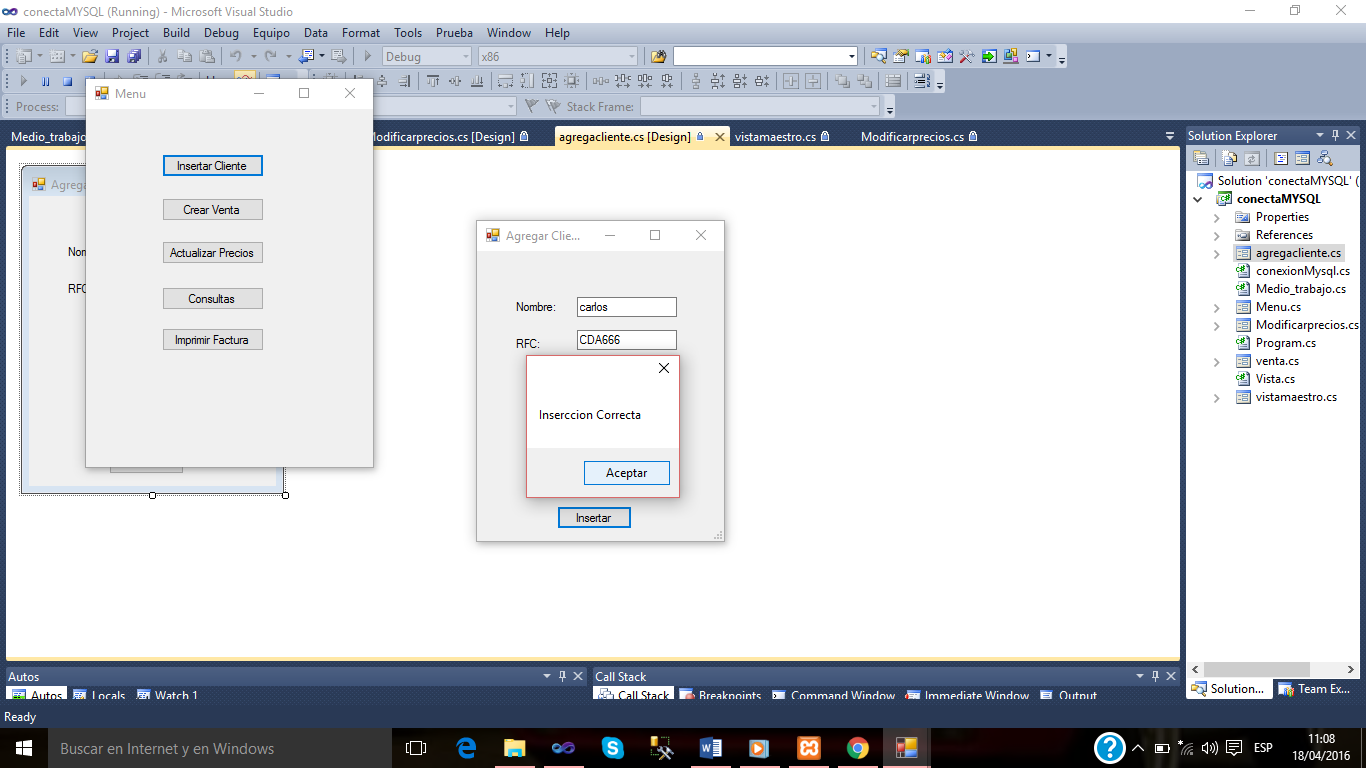 conectaMYSQL (Running) - Microsoft Visual Studio
File Edit View Project Build Debug Equipo Data Format Tools Prueba Window Help
Debug x86
Process: Stack Frame:
Medio_trabajo Modificarprecios.cs [Design] agregacliente.cs [Design] vistamaestro.cs Modificarprecios.cs
Menu
Insertar Cliente
Crear Venta
Actualizar Precios
Consultas
Imprimir Factura
Agrega
Nom
RFC
Agregar Clie...
Nombre: carlos
RFC: CDA666
Inserccion Correcta
Aceptar
Insertar
Solution Explorer
Solution 'conectaMYSQL' (
conectaMYSQL
Properties
References
agregacliente.cs
conexionMysql.cs
Medio_trabajo.cs
Menu.cs
Modificarprecios.cs
Program.cs
venta.cs
Vista.cs
vistamaestro.cs
Solution... Team Ex...
Autos
Autos Locals Watch 1
Call Stack
Call Stack Breakpoints Command Window Immediate Window Output
Ready
Buscar en Internet y en Windows
ESP
11:08
18/04/2016